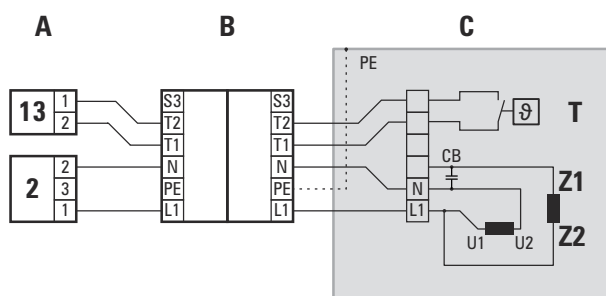 A B C
PE
13 1 S3 S3
2 T2 T2 ϑ T
T1 T1
2 2 N N CB
3 PE PE N Z1
1 L1 L1 L1
U1 U2 Z2